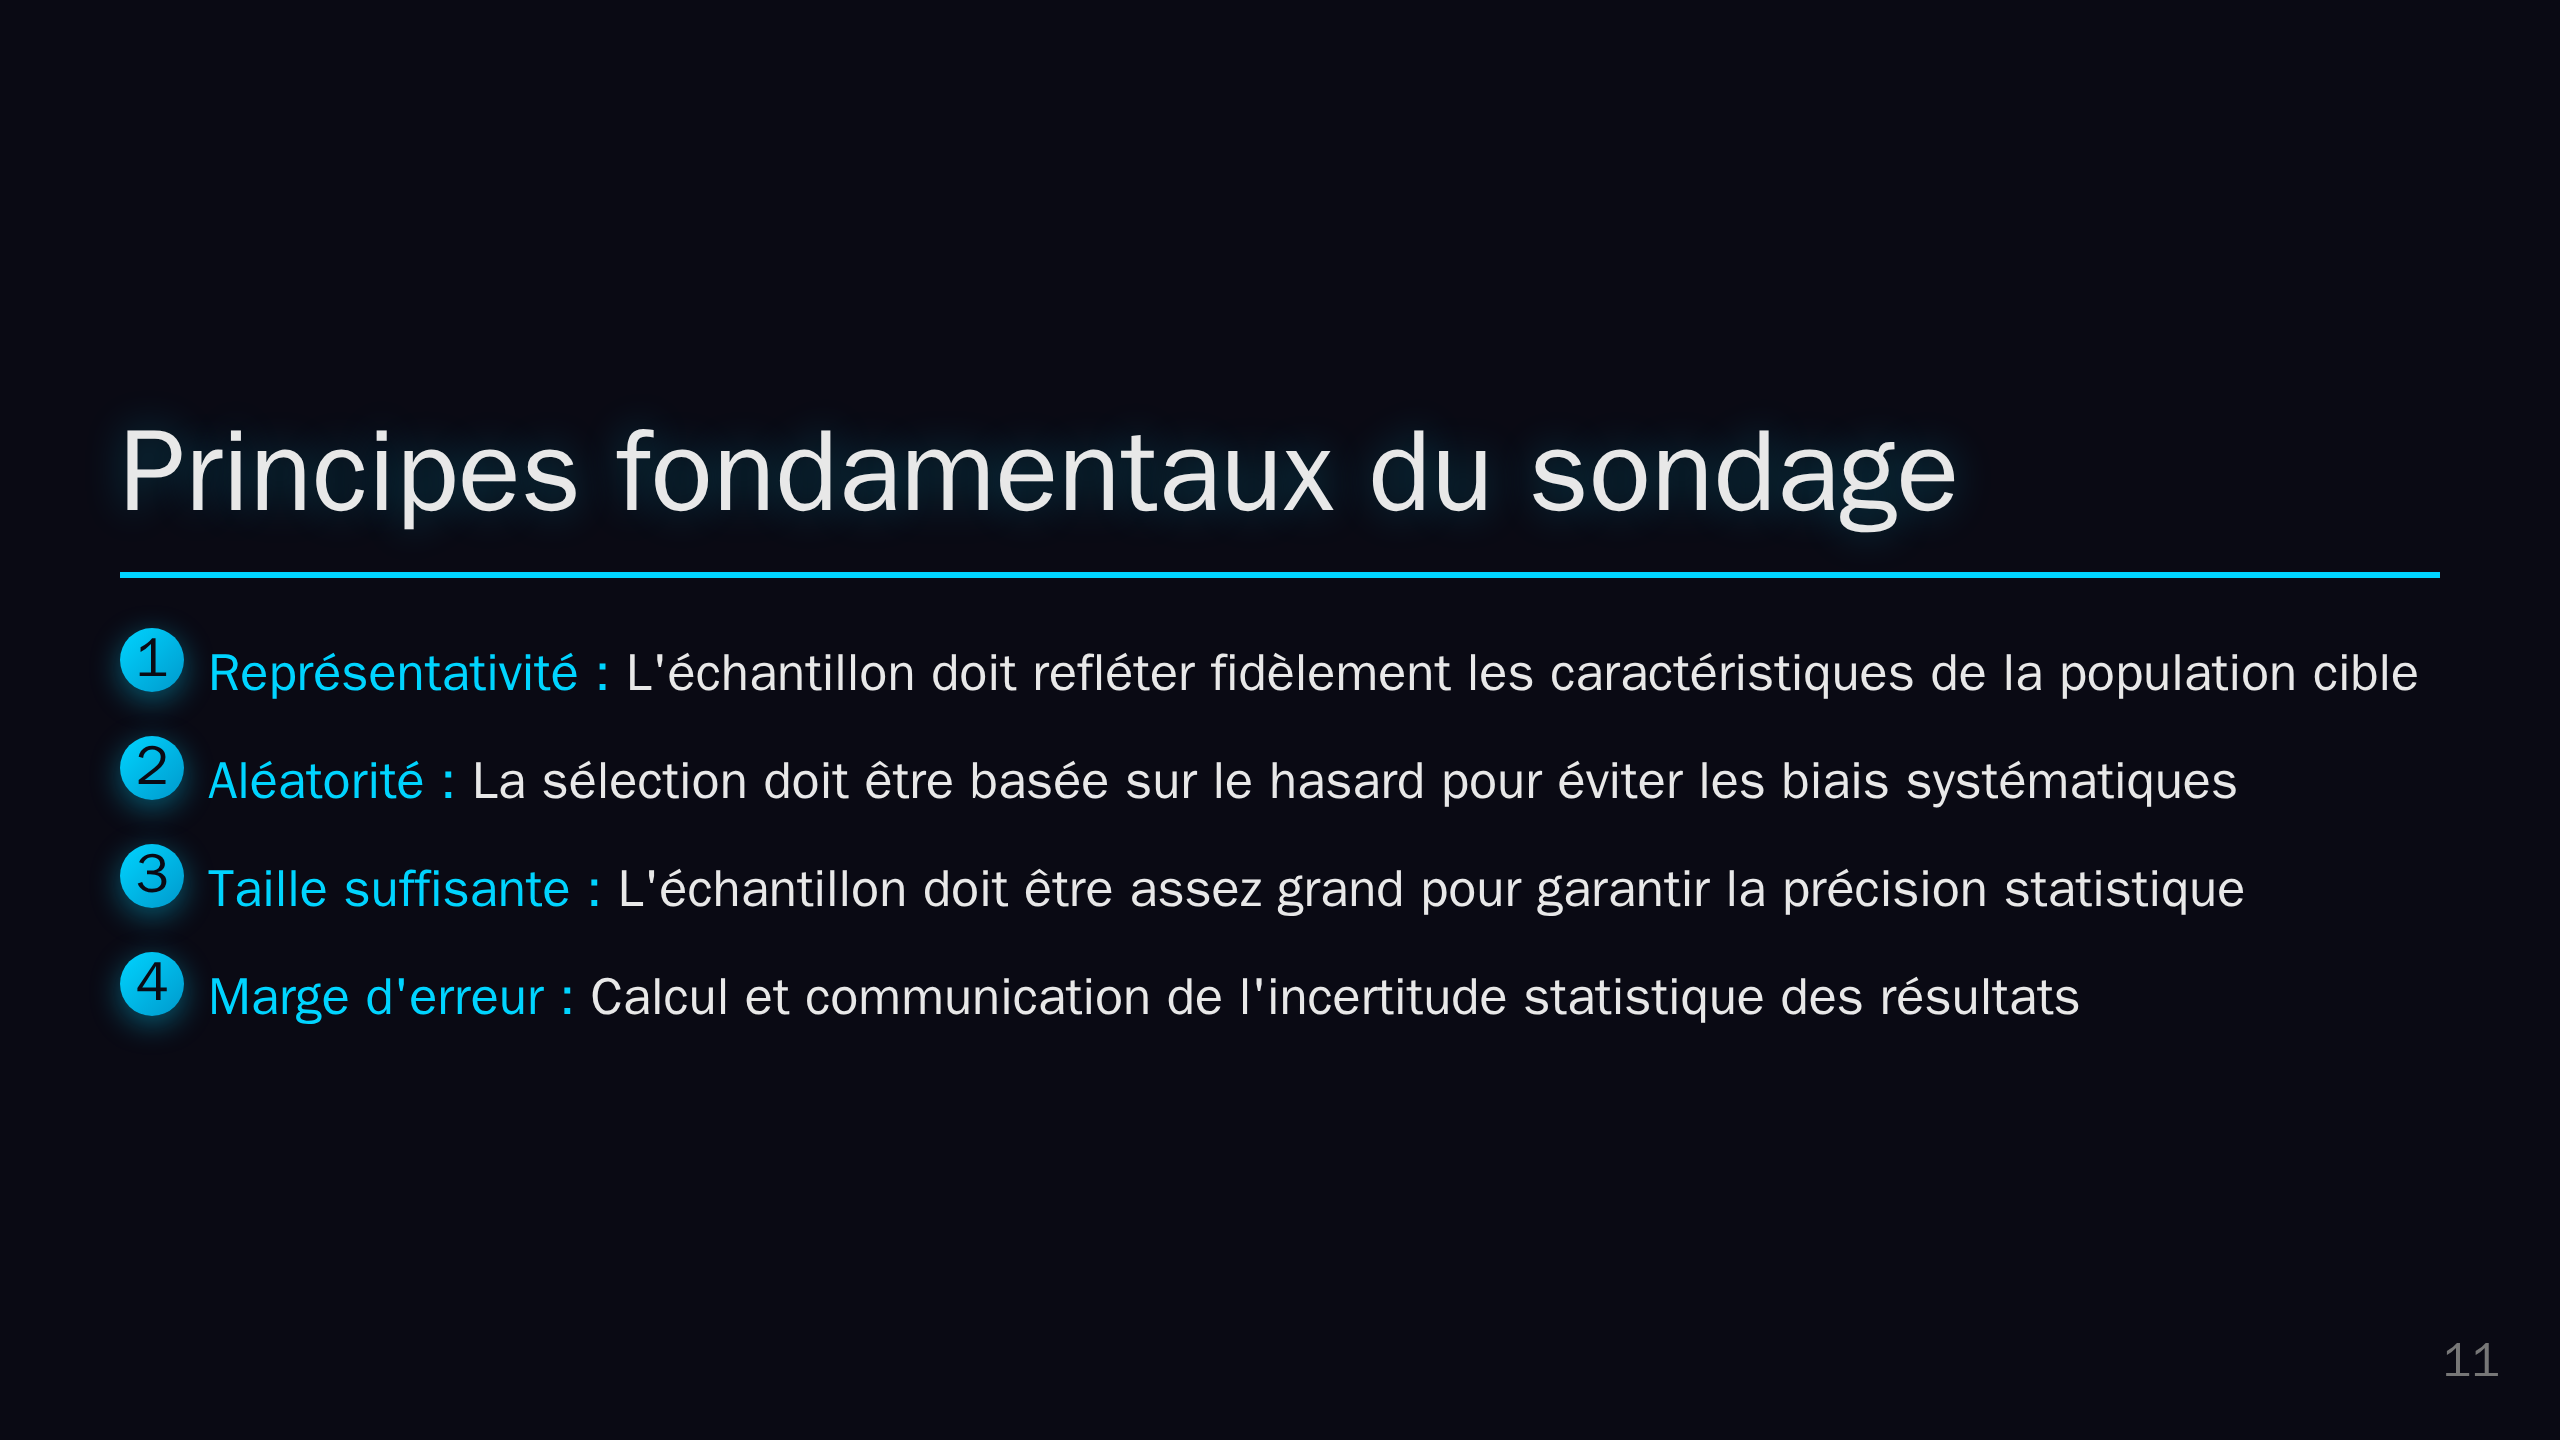 Principes fondamentaux du sondage
1 Représentativité : L'échantillon doit refléter fidèlement les caractéristiques de la population cible
2 Aléatorité : La sélection doit être basée sur le hasard pour éviter les biais systématiques
3 Taille suffisante : L'échantillon doit être assez grand pour garantir la précision statistique
4 Marge d'erreur : Calcul et communication de l'incertitude statistique des résultats
11